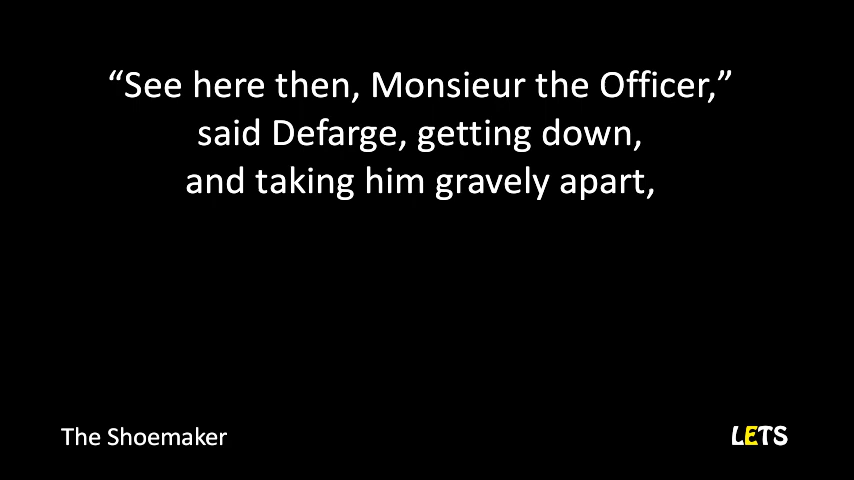 “See here then, Monsieur the Officer,”
said Defarge, getting down,
and taking him gravely apart,
The Shoemaker
LETS